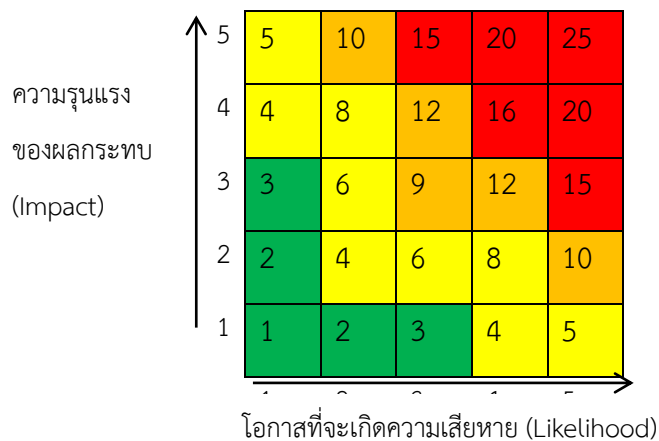 5 5 10 15 20 25
ความรุนแรง
ของผลกระทบ
(Impact)
4 4 8 12 16 20
3 3 6 9 12 15
2 2 4 6 8 10
1 1 2 3 4 5
โอกาสที่จะเกิดความเสียหาย (Likelihood)